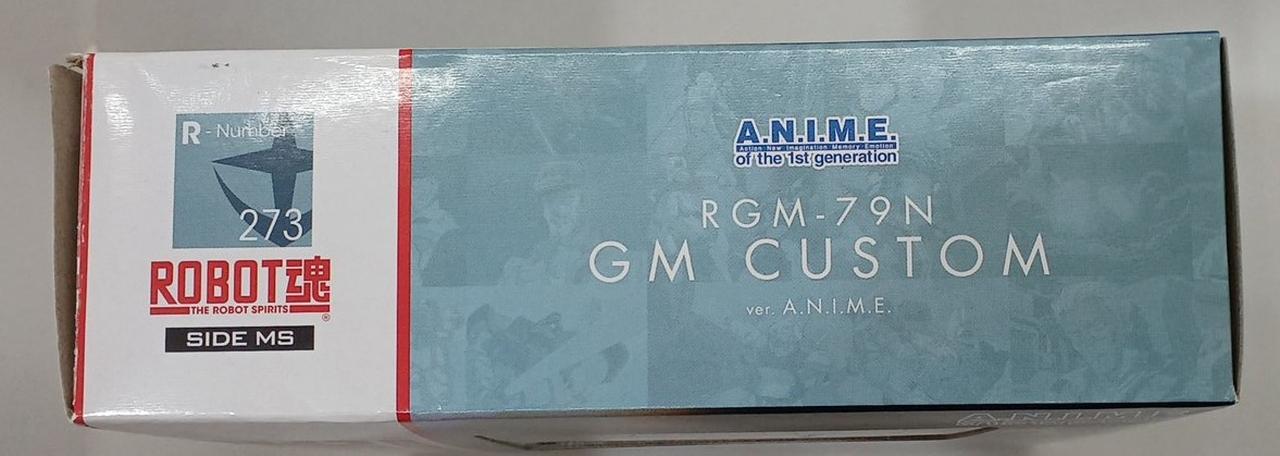 R - Number
273
ROBOT魂
THE ROBOT SPIRITS
®
SIDE MS
A.N.I.M.E.
Action New Imagination Memory Emotion
of the 1st generation
RGM-79N
GM CUSTOM
ver. A.N.I.M.E.